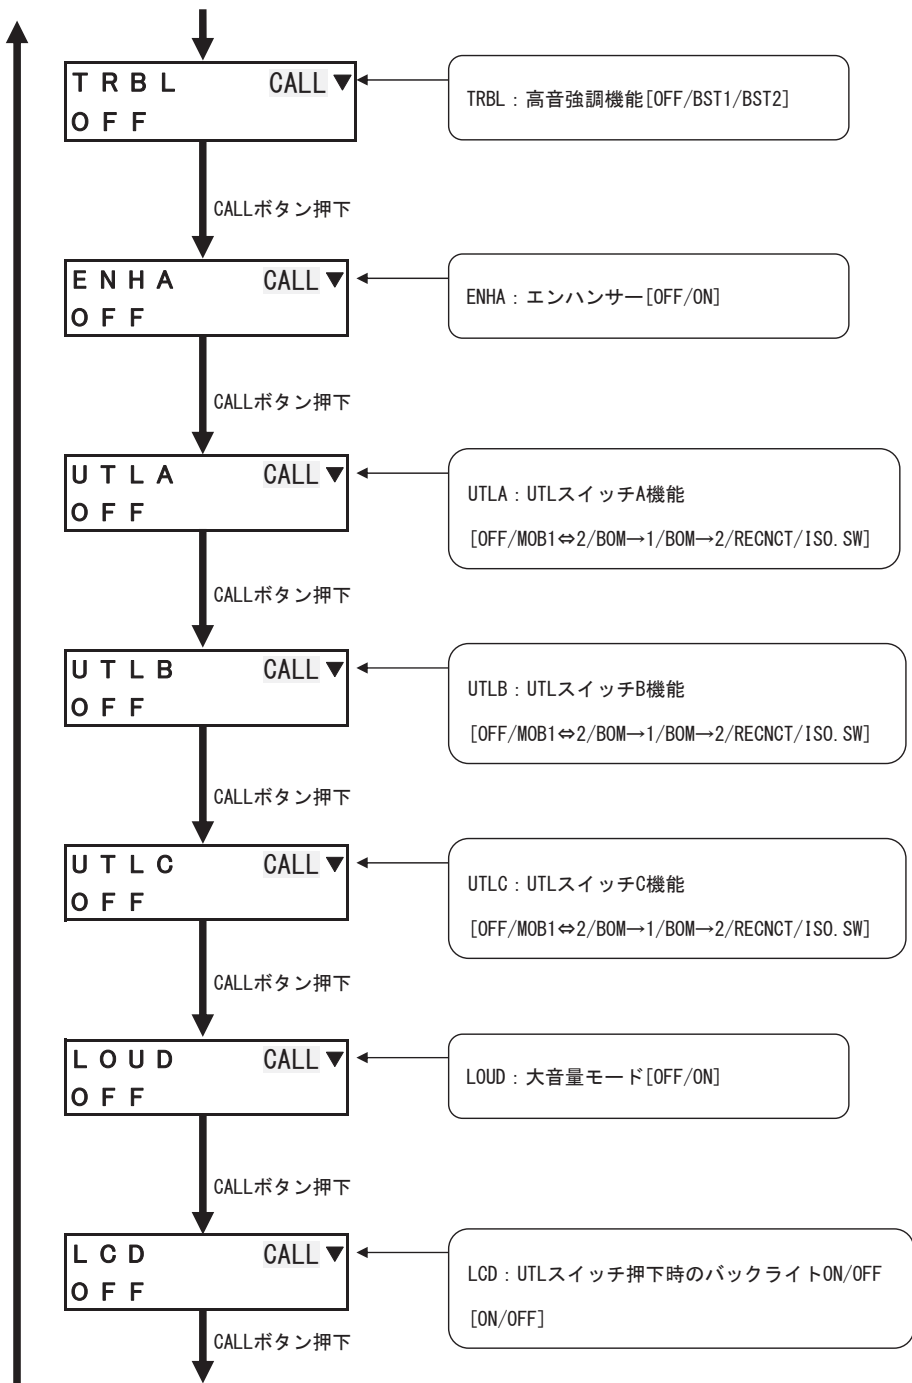 ＴＲＢＬ CALL▼
ＯＦＦ
TRBL：高音強調機能[OFF/BST1/BST2]
CALLボタン押下
ＥＮＨＡ CALL▼
ＯＦＦ
ENHA：エンハンサー[OFF/ON]
CALLボタン押下
ＵＴＬＡ CALL▼
ＯＦＦ
UTLA：UTLスイッチA機能
[OFF/MOB1⇔2/BOM→1/BOM→2/RECNCT/ISO.SW]
CALLボタン押下
ＵＴＬＢ CALL▼
ＯＦＦ
UTLB：UTLスイッチB機能
[OFF/MOB1⇔2/BOM→1/BOM→2/RECNCT/ISO.SW]
CALLボタン押下
ＵＴＬＣ CALL▼
ＯＦＦ
UTLC：UTLスイッチC機能
[OFF/MOB1⇔2/BOM→1/BOM→2/RECNCT/ISO.SW]
CALLボタン押下
ＬＯＵＤ CALL▼
ＯＦＦ
LOUD：大音量モード[OFF/ON]
CALLボタン押下
ＬＣＤ CALL▼
ＯＦＦ
LCD：UTLスイッチ押下時のバックライトON/OFF
[ON/OFF]
CALLボタン押下